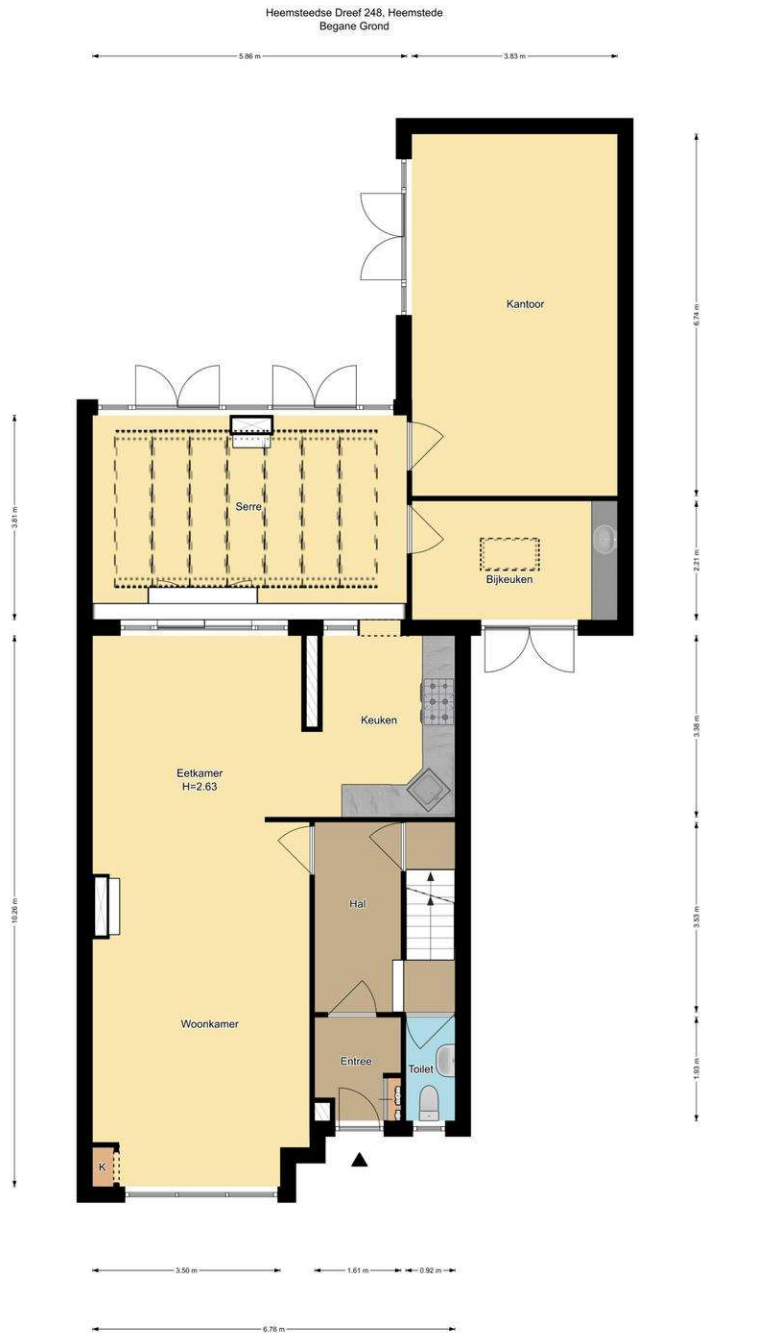 Heemsteedse Dreef 248, Heemstede
Begane Grond
5.86 m
3.83 m
Kantoor
6.74 m
3.81 m
Serre
Bijkeuken
2.21 m
Keuken
3.38 m
Eetkamer
H=2.63
10.26 m
Hal
3.53 m
Woonkamer
Entree
Toilet
1.93 m
K
3.50 m
1.61 m
0.92 m
6.76 m